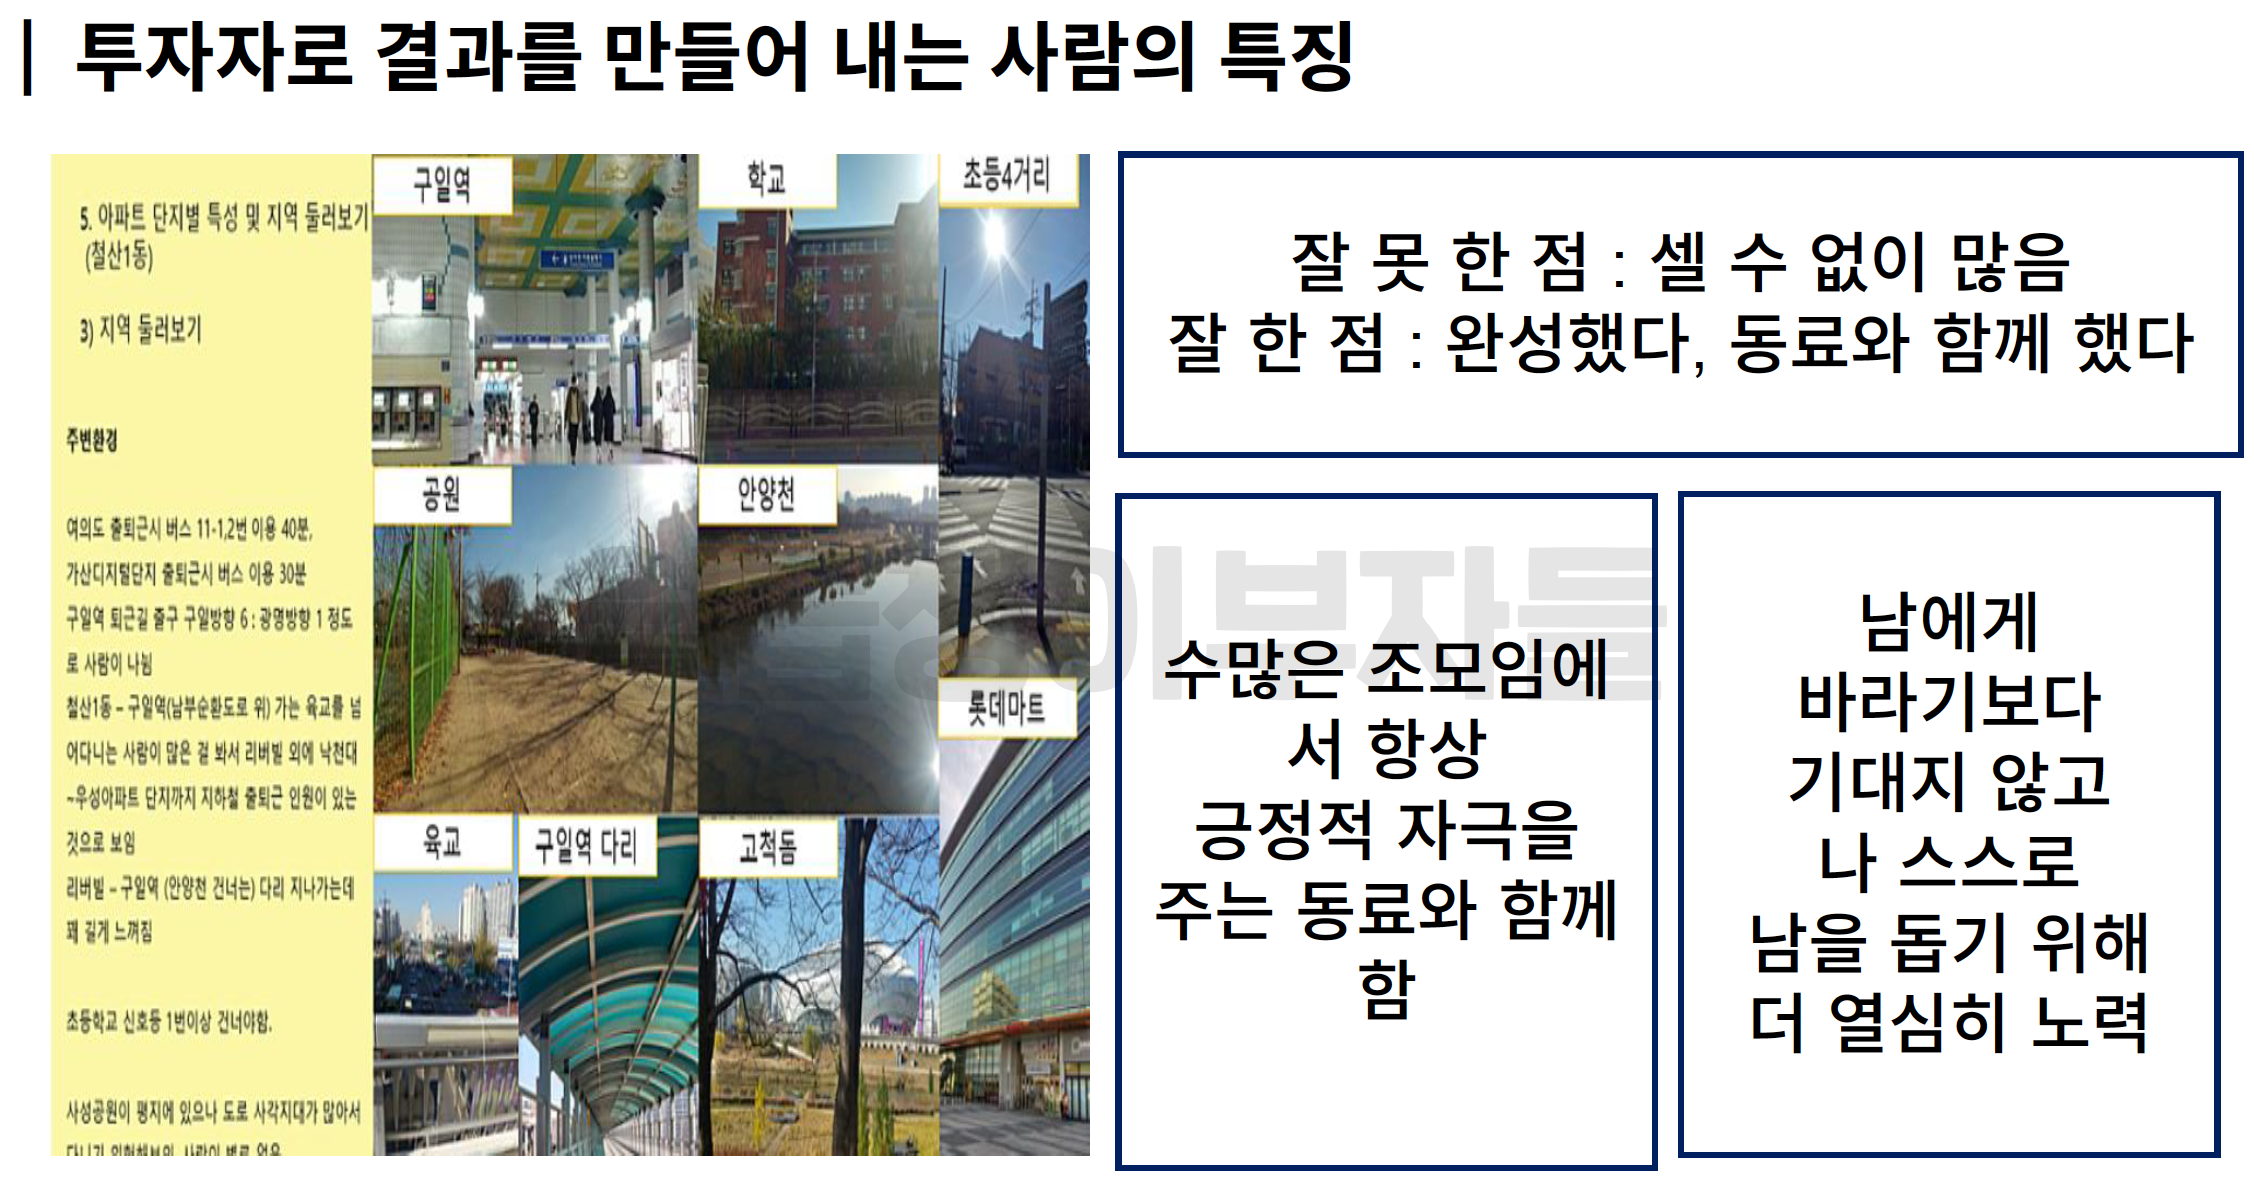 | 투자자로 결과를 만들어 내는 사람의 특징
5. 아파트 단지별 특성 및 지역 둘러보기
(철산1동)
3) 지역 둘러보기
주변환경
여의도 출퇴근시 버스 11-1,2번 이용 40분,
가산디지털단지 출퇴근시 버스 이용 30분
구일역 퇴근길 출구 구일방향 6 : 광명방향 1 정도
로 사람이 나뉨
철산1동 – 구일역(남부순환도로 위) 가는 육교를 넘
어다니는 사람이 많은 걸 봐서 리버빌 외에 낙천대
~우성아파트 단지까지 지하철 출퇴근 인원이 있는
것으로 보임
리버빌 – 구일역 (안양천 건너는) 다리 지나가는데
꽤 길게 느껴짐
초등학교 신호등 1번이상 건너야함.
사성공원이 평지에 있으나 도로 사각지대가 많아서
구일역
학교
초등4거리
공원
안양천
롯데마트
육교
구일역 다리
고척돔
잘 못 한 점 : 셀 수 없이 많음
잘 한 점 : 완성했다, 동료와 함께 했다
수많은 조모임에
서 항상
긍정적 자극을
주는 동료와 함께
함
남에게
바라기보다
기대지 않고
나 스스로
남을 돕기 위해
더 열심히 노력
이부자들